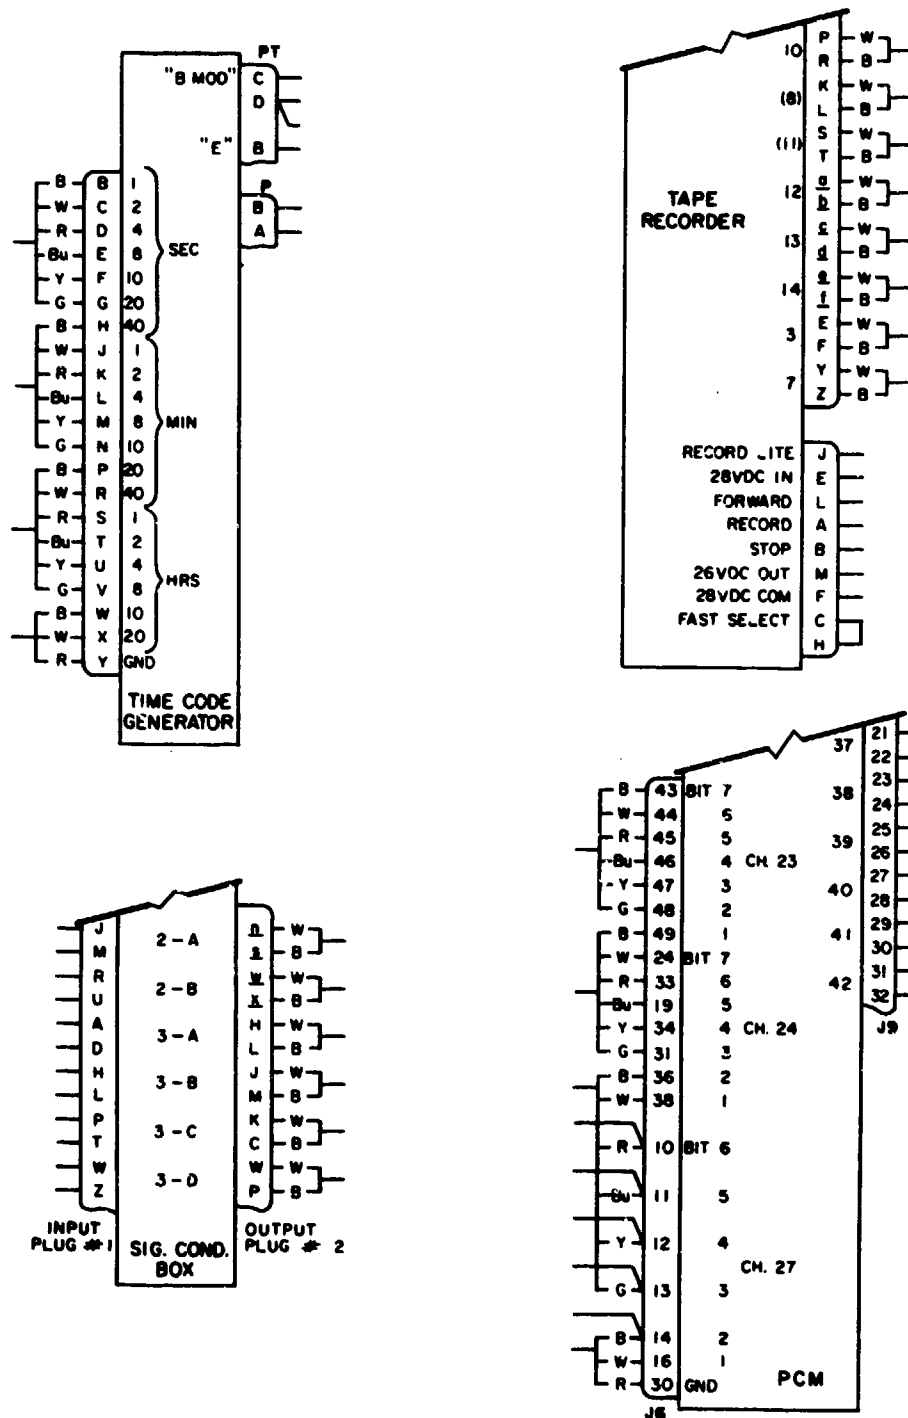 PT
"B MOD" C
D
"E" B
P
B
A
B B 1
W C 2
R D 4
Bu E 8
Y F 10
G G 20
B H 40
SEC
W J 1
R K 2
Bu L 4
Y M 8
G N 10
B P 20
W R 40
MIN
R S 1
Bu T 2
Y U 4
G V 8
B W 10
W X 20
HRS
R Y GND
TIME CODE
GENERATOR
10 P W
R B
(8) K W
L B
(11) S W
T B
12 a W
b B
13 c W
d B
14 e W
f B
3 E W
F B
7 Y W
Z B
TAPE
RECORDER
RECORD LITE J
28VDC IN E
FORWARD L
RECORD A
STOP B
26VDC OUT M
28VDC COM F
FAST SELECT C
H
J 2-A n W
M s B
R 2-B w W
U x B
A 3-A H W
D L B
H 3-B J W
L M B
P 3-C K W
T C B
W 3-D W W
Z P B
INPUT
PLUG #1
OUTPUT
PLUG # 2
SIG. COND.
BOX
37 21
22
38 23
24
39 25
26
40 27
28
41 29
30
42 31
32
J9
B 43 BIT 7
W 44 6
R 45 5
Bu 46 4 CH. 23
Y 47 3
G 48 2
B 49 1
W 24 BIT 7
R 33 6
Bu 19 5
Y 34 4 CH. 24
G 31 3
B 36 2
W 38 1
R 10 BIT 6
Bu 11 5
Y 12 4
CH. 27
G 13 3
B 14 2
W 16 1
R 30 GND
PCM
J6